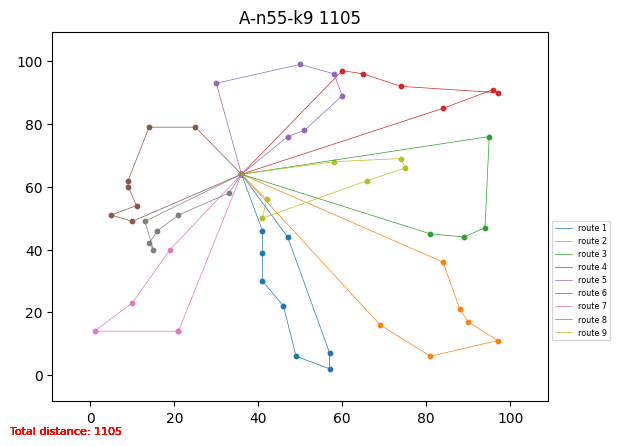 A-n55-k9 1105
100
80
60
40
20
0
0 20 40 60 80 100
route 1
route 2
route 3
route 4
route 5
route 6
route 7
route 8
route 9
Total distance: 1105